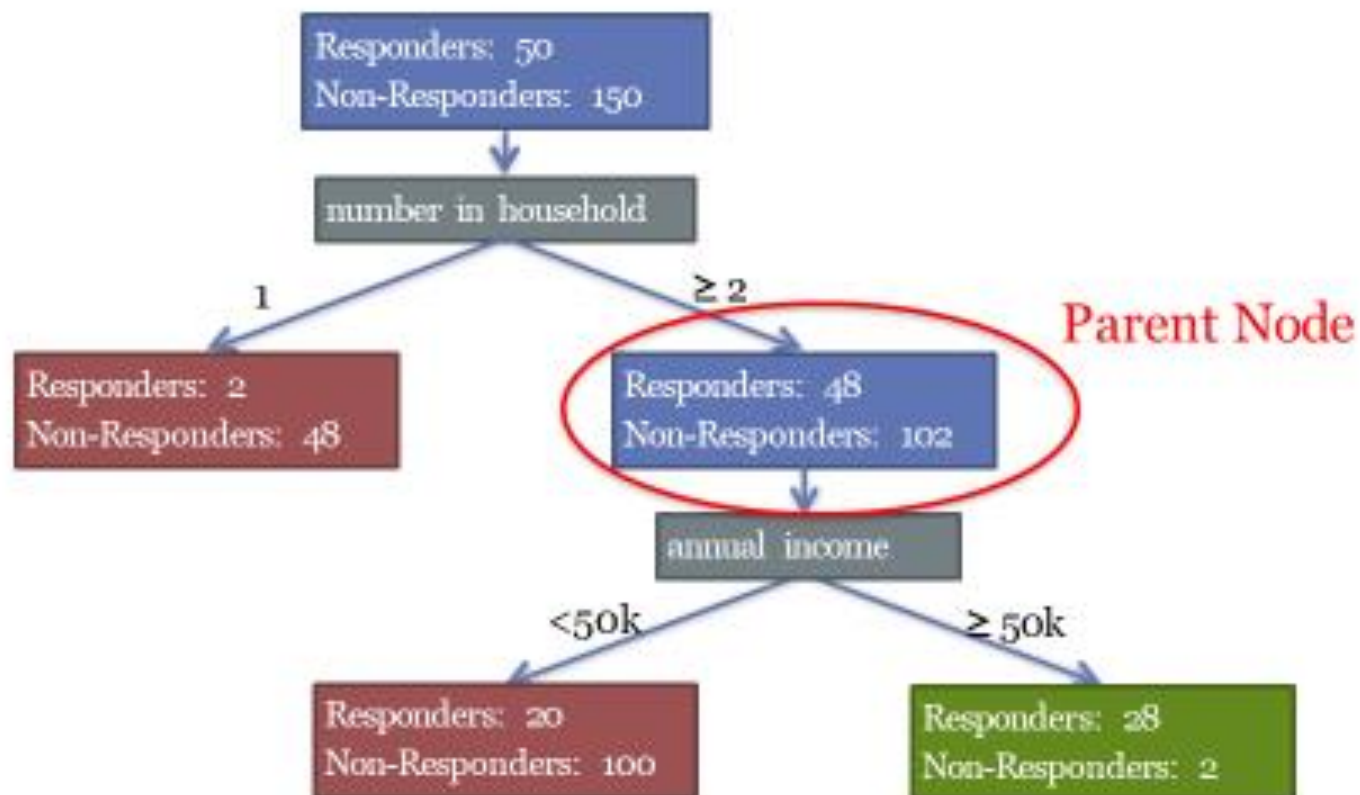 Responders: 50
Non-Responders: 150
number in household
1
≥ 2
Parent Node
Responders: 2
Non-Responders: 48
Responders: 48
Non-Responders: 102
annual income
<50k
≥ 50k
Responders: 20
Non-Responders: 100
Responders: 28
Non-Responders: 2